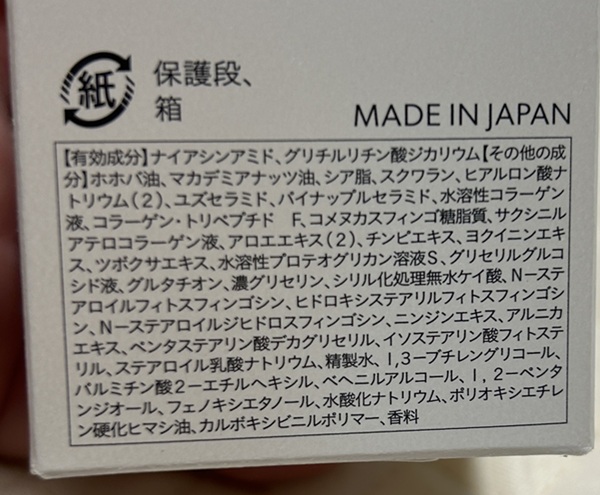 紙
保護段、
箱
MADE IN JAPAN
【有効成分】ナイアシンアミド、グリチルリチン酸ジカリウム【その他の成
分】ホホバ油、マカデミアナッツ油、シア脂、スクワラン、ヒアルロン酸ナ
トリウム(2)、ユズセラミド、パイナップルセラミド、水溶性コラーゲン
液、コラーゲン・トリペプチド F、コメヌカスフィンゴ糖脂質、サクシニル
アテロコラーゲン液、アロエエキス(2)、チンピエキス、ヨクイニンエキ
ス、ツボクサエキス、水溶性プロテオグリカン溶液S、グリセリルグルコ
シド液、グルタチオン、濃グリセリン、シリル化処理無水ケイ酸、N-ステ
アロイルフィトスフィンゴシン、ヒドロキシステアリルフィトスフィンゴシ
ン、N-ステアロイルジヒドロスフィンゴシン、ニンジンエキス、アルニカ
エキス、ペンタステアリン酸デカグリセリル、イソステアリン酸フィトステ
リル、ステアロイル乳酸ナトリウム、精製水、1,3-ブチレングリコール、
パルミチン酸2-エチルヘキシル、ベヘニルアルコール、1,2-ペンタ
ンジオール、フェノキシエタノール、水酸化ナトリウム、ポリオキシエチレ
ン硬化ヒマシ油、カルボキシビニルポリマー、香料